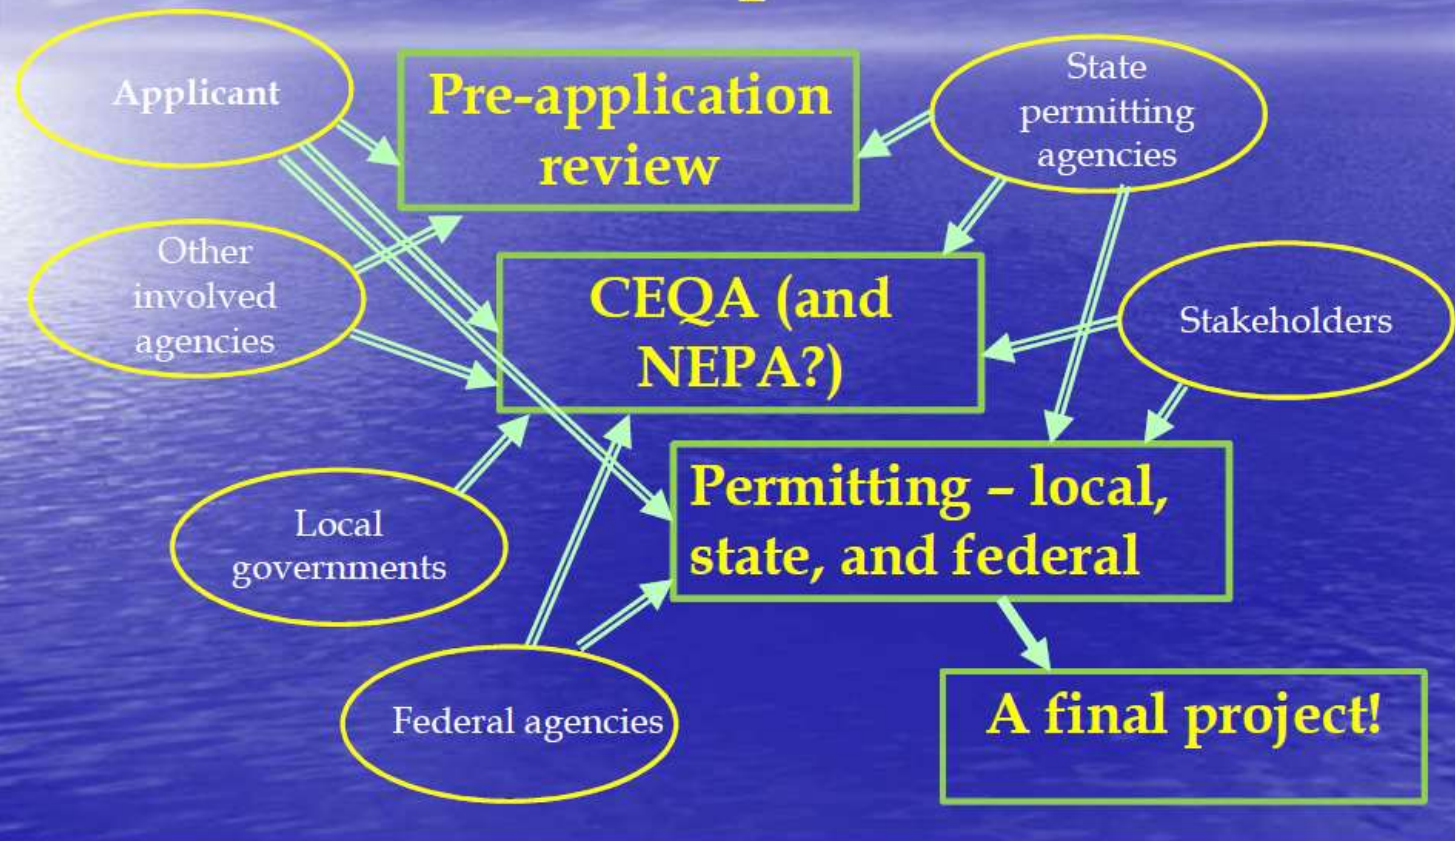 Applicant
Pre-application
review
State
permitting
agencies
Other
involved
agencies
CEQA (and
NEPA?)
Stakeholders
Local
governments
Permitting – local,
state, and federal
Federal agencies
A final project!